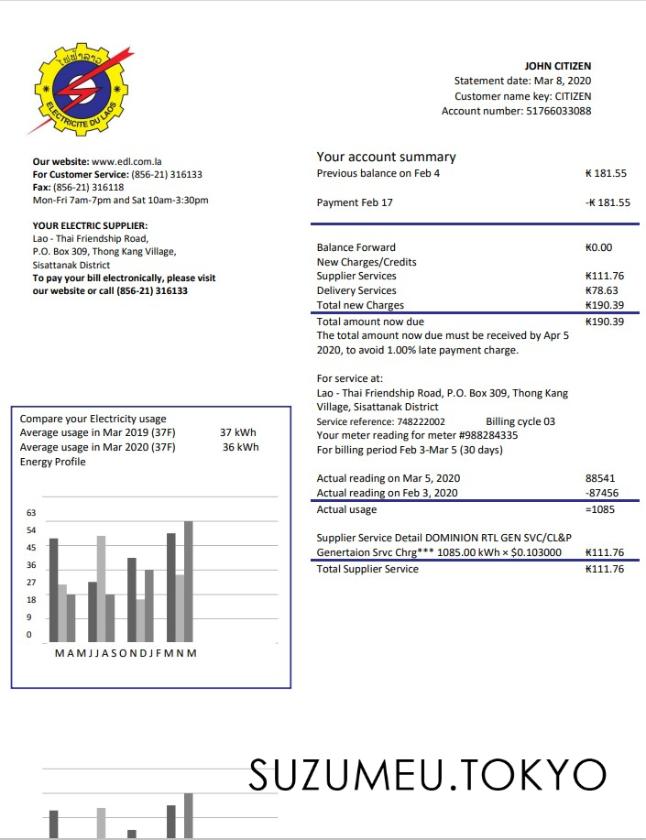 ໄຟຟ້າລາວ
ELECTRICITE DU LAOS
JOHN CITIZEN
Statement date: Mar 8, 2020
Customer name key: CITIZEN
Account number: 51766033088
Our website: www.edl.com.la
For Customer Service: (856-21) 316133
Fax: (856-21) 316118
Mon-Fri 7am-7pm and Sat 10am-3:30pm
YOUR ELECTRIC SUPPLIER:
Lao - Thai Friendship Road,
P.O. Box 309, Thong Kang Village,
Sisattanak District
To pay your bill electronically, please visit
our website or call (856-21) 316133
Your account summary
Previous balance on Feb 4 ₭ 181.55
Payment Feb 17 -₭ 181.55
Balance Forward ₭0.00
New Charges/Credits
Supplier Services ₭111.76
Delivery Services ₭78.63
Total new Charges ₭190.39
Total amount now due ₭190.39
The total amount now due must be received by Apr 5
2020, to avoid 1.00% late payment charge.
For service at:
Lao - Thai Friendship Road, P.O. Box 309, Thong Kang
Village, Sisattanak District
Service reference: 748222002 Billing cycle 03
Your meter reading for meter #988284335
For billing period Feb 3-Mar 5 (30 days)
Actual reading on Mar 5, 2020 88541
Actual reading on Feb 3, 2020 -87456
Actual usage =1085
Supplier Service Detail DOMINION RTL GEN SVC/CL&P
Genertaion Srvc Chrg*** 1085.00 kWh × $0.103000 ₭111.76
Total Supplier Service ₭111.76
Compare your Electricity usage
Average usage in Mar 2019 (37F) 37 kWh
Average usage in Mar 2020 (37F) 36 kWh
Energy Profile
63
54
45
36
27
18
9
0
M A M J J A S O N D J F M N M
SUZUMEU.TOKYO